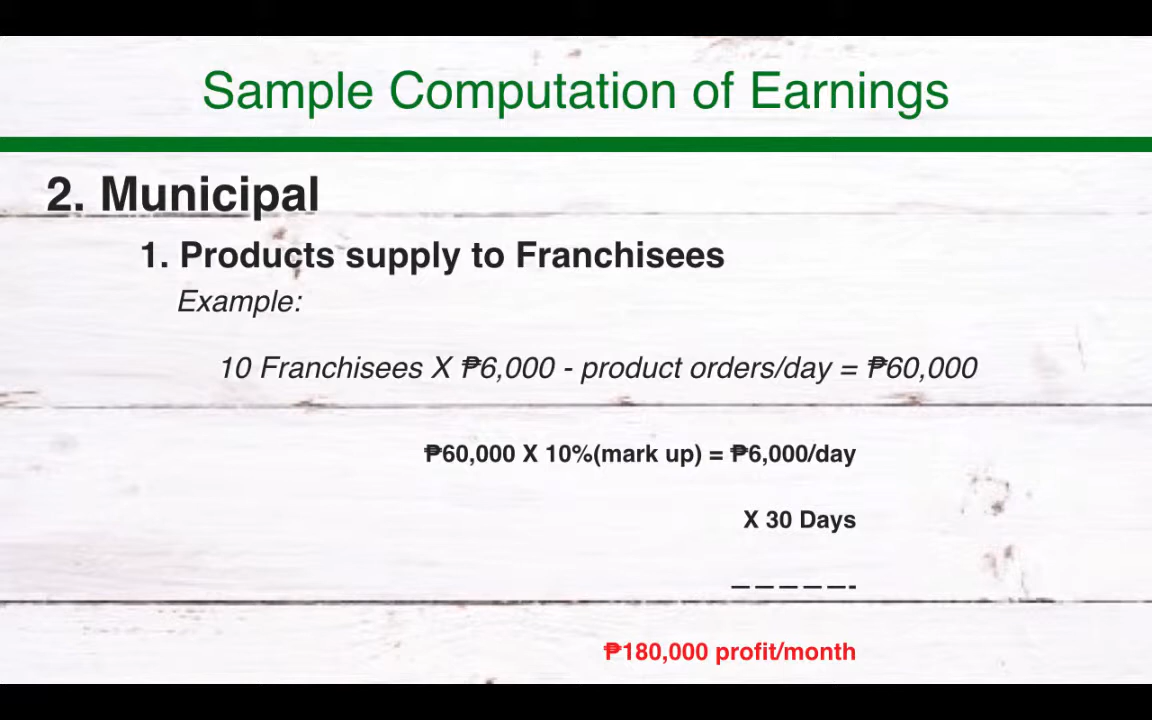 Sample Computation of Earnings
2. Municipal
1. Products supply to Franchisees
Example:
10 Franchisees X ₱6,000 - product orders/day = ₱60,000
₱60,000 X 10%(mark up) = ₱6,000/day
X 30 Days
—————-
₱180,000 profit/month